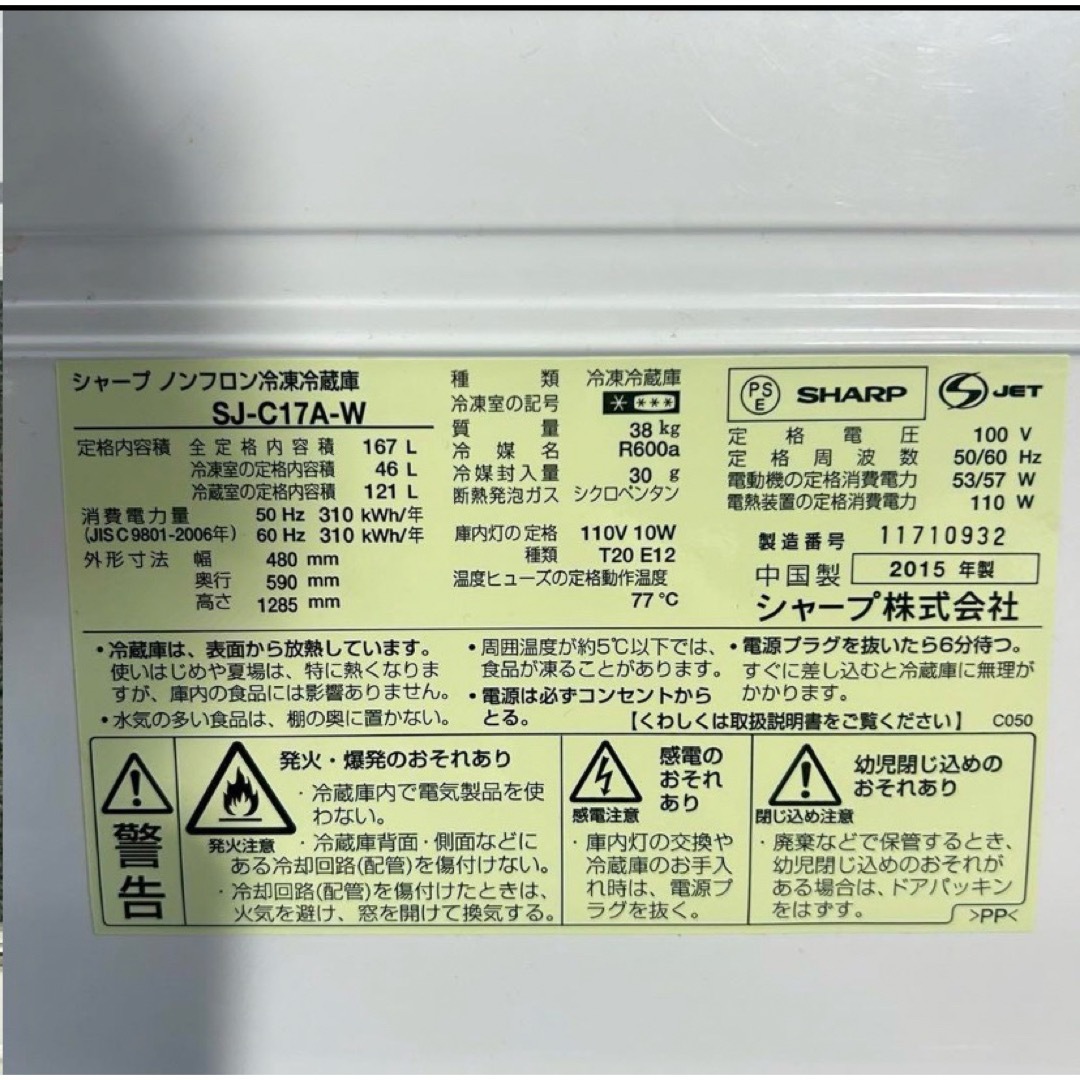 シャープ ノンフロン冷凍冷蔵庫
SJ-C17A-W
定格内容積 全定格内容積 167 L
冷凍室の定格内容積 46 L
冷蔵室の定格内容積 121 L
消費電力量 50 Hz 310 kWh/年
(JIS C 9801-2006年) 60 Hz 310 kWh/年
外形寸法 幅 480 mm
奥行 590 mm
高さ 1285 mm
種類 冷凍冷蔵庫
冷凍室の記号 * ***
質量 38 kg
冷媒名 R600a
冷媒封入量 30 g
断熱発泡ガス シクロペンタン
庫内灯の定格 110V 10W
種類 T20 E12
温度ヒューズの定格動作温度
77 ℃
PSE SHARP S JET
定格電圧 100 V
定格周波数 50/60 Hz
電動機の定格消費電力 53/57 W
電熱装置の定格消費電力 110 W
製造番号 11710932
中国製 2015 年製
シャープ株式会社
・冷蔵庫は、表面から放熱しています。
使いはじめや夏場は、特に熱くなりま
すが、庫内の食品には影響ありません。
・水気の多い食品は、棚の奥に置かない。
・周囲温度が約5℃以下では、
食品が凍ることがあります。
・電源は必ずコンセントから
とる。
・電源プラグを抜いたら6分待つ。
すぐに差し込むと冷蔵庫に無理が
かかります。
【くわしくは取扱説明書をご覧ください】 C050
警告
発火・爆発のおそれあり
発火注意
・冷蔵庫内で電気製品を使
わない。
・冷蔵庫背面・側面などに
ある冷却回路(配管)を傷付けない。
・冷却回路(配管)を傷付けたときは、
火気を避け、窓を開けて換気する。
感電の
おそれ
あり
感電注意
・庫内灯の交換や
冷蔵庫のお手入
れ時は、電源プ
ラグを抜く。
幼児閉じ込めの
おそれあり
閉じ込め注意
・廃棄などで保管するとき、
幼児閉じ込めのおそれが
ある場合は、ドアパッキン
をはずす。
>PP<